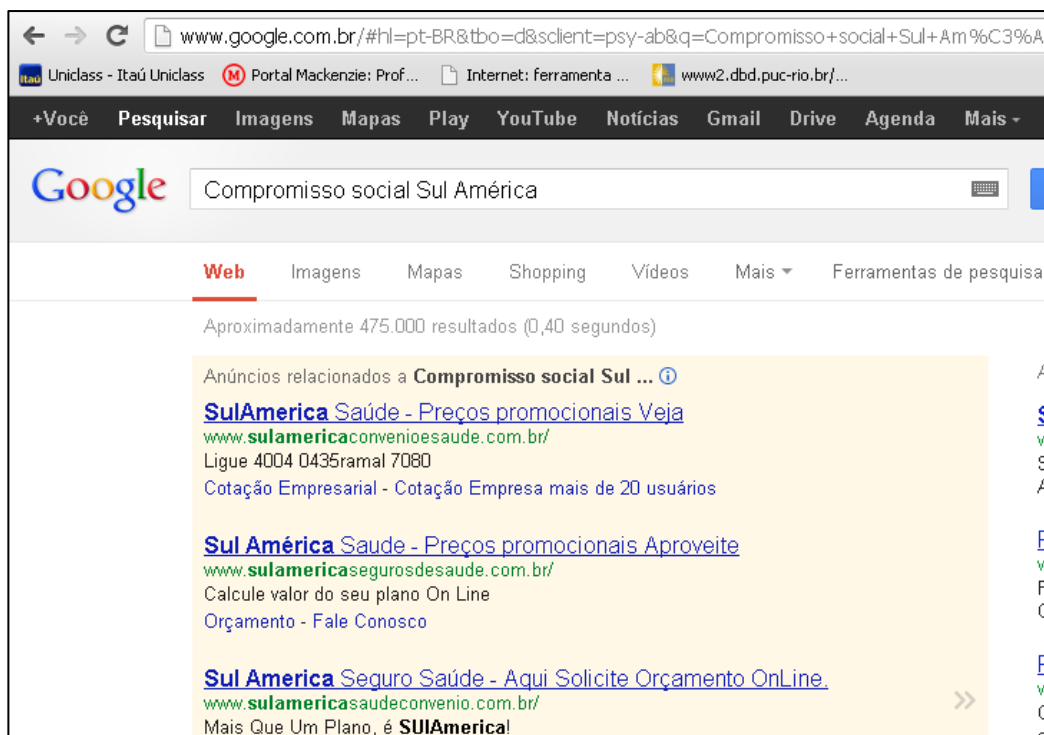 www.google.com.br/#hl=pt-BR&tbo=d&sclient=psy-ab&q=Compromisso+social+Sul+Am%C3%A
Itaú Uniclass - Itaú Uniclass M Portal Mackenzie: Prof... Internet: ferramenta ... www2.dbd.puc-rio.br/...
+Você Pesquisar Imagens Mapas Play YouTube Notícias Gmail Drive Agenda Mais
Google Compromisso social Sul América
Web Imagens Mapas Shopping Vídeos Mais Ferramentas de pesquisa
Aproximadamente 475.000 resultados (0,40 segundos)
Anúncios relacionados a Compromisso social Sul ...
SulAmerica Saúde - Preços promocionais Veja
www.sulamericaconvenioesaude.com.br/
Ligue 4004 0435ramal 7080
Cotação Empresarial - Cotação Empresa mais de 20 usuários
Sul América Saude - Preços promocionais Aproveite
www.sulamericasegurosdesaude.com.br/
Calcule valor do seu plano On Line
Orçamento - Fale Conosco
Sul America Seguro Saúde - Aqui Solicite Orçamento OnLine.
www.sulamericasaudeconvenio.com.br/
Mais Que Um Plano, é SUlAmerica!